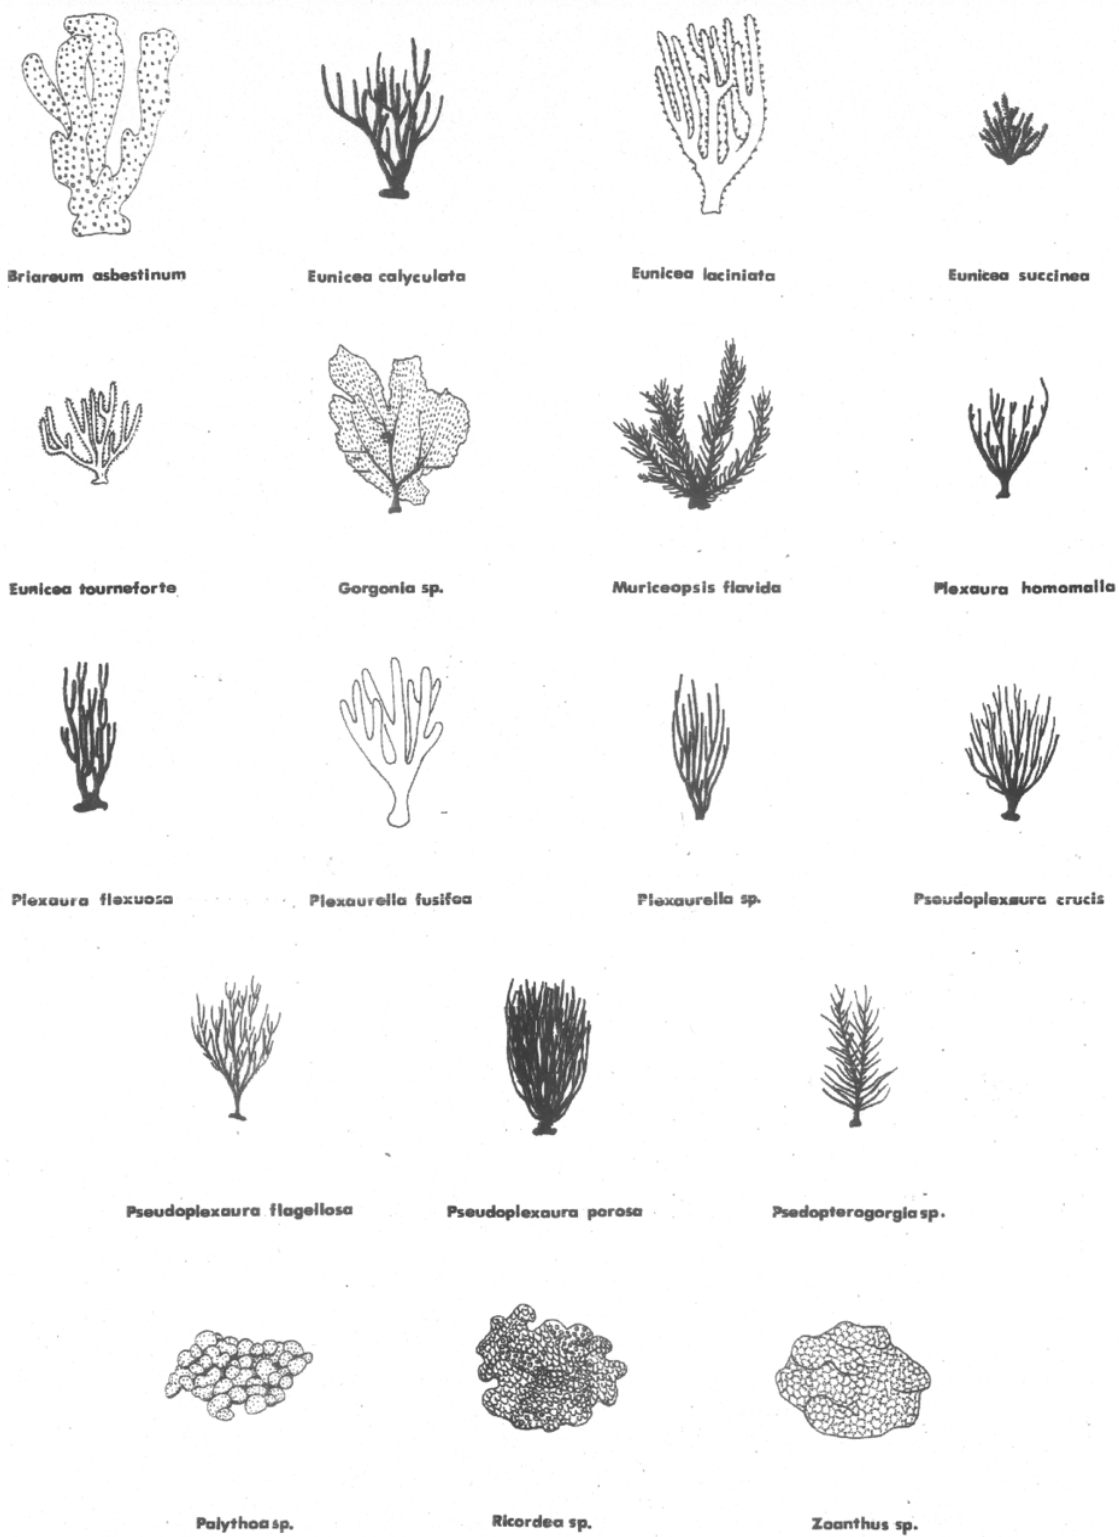 Briareum asbestinum
Eunicea calyculata
Eunicea laciniata
Eunicea succinea
Eunicea tourneforte
Gorgonia sp.
Muriceopsis flavida
Plexaura homomalla
Plexaura flexuosa
Plexaurella fusifea
Plexaurella sp.
Pseudoplexaura crucis
Pseudoplexaura flagellosa
Pseudoplexaura porosa
Psedopterogorgia sp.
Palythoa sp.
Ricordea sp.
Zoanthus sp.